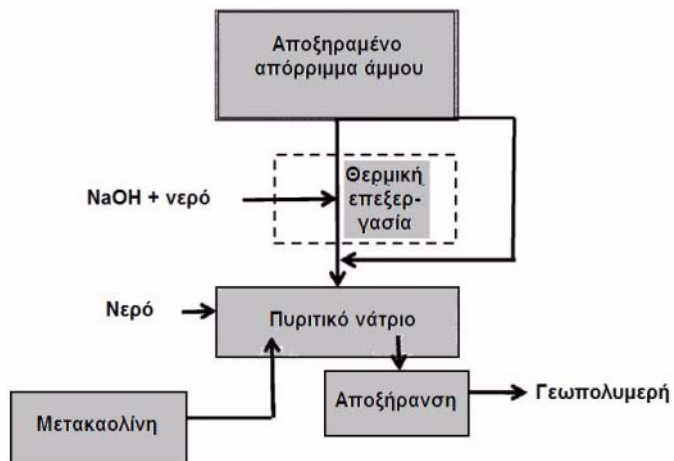 Αποξηραμένο
απόρριμμα άμμου
Θερμική
επεξερ-
γασία
NaOH + νερό
Νερό
Πυριτικό νάτριο
Αποξήρανση
Γεωπολυμερή
Μετακαολίνη